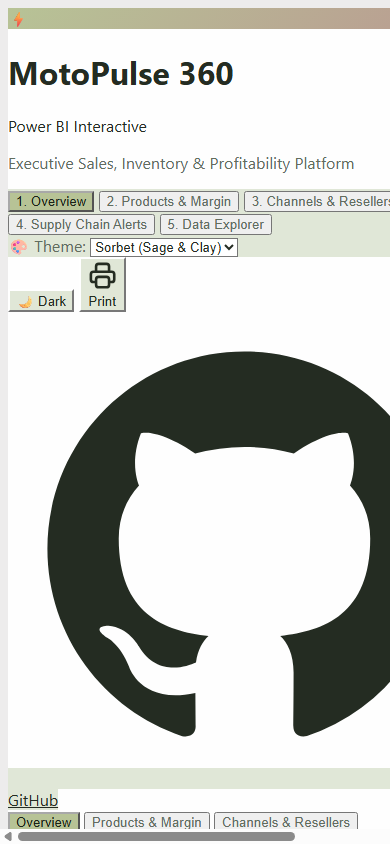 MotoPulse 360
Power BI Interactive
Executive Sales, Inventory & Profitability Platform
1. Overview 2. Products & Margin 3. Channels & Resellers
4. Supply Chain Alerts 5. Data Explorer
🎨 Theme: Sorbet (Sage & Clay)
🌙 Dark Print
GitHub
Overview Products & Margin Channels & Resellers